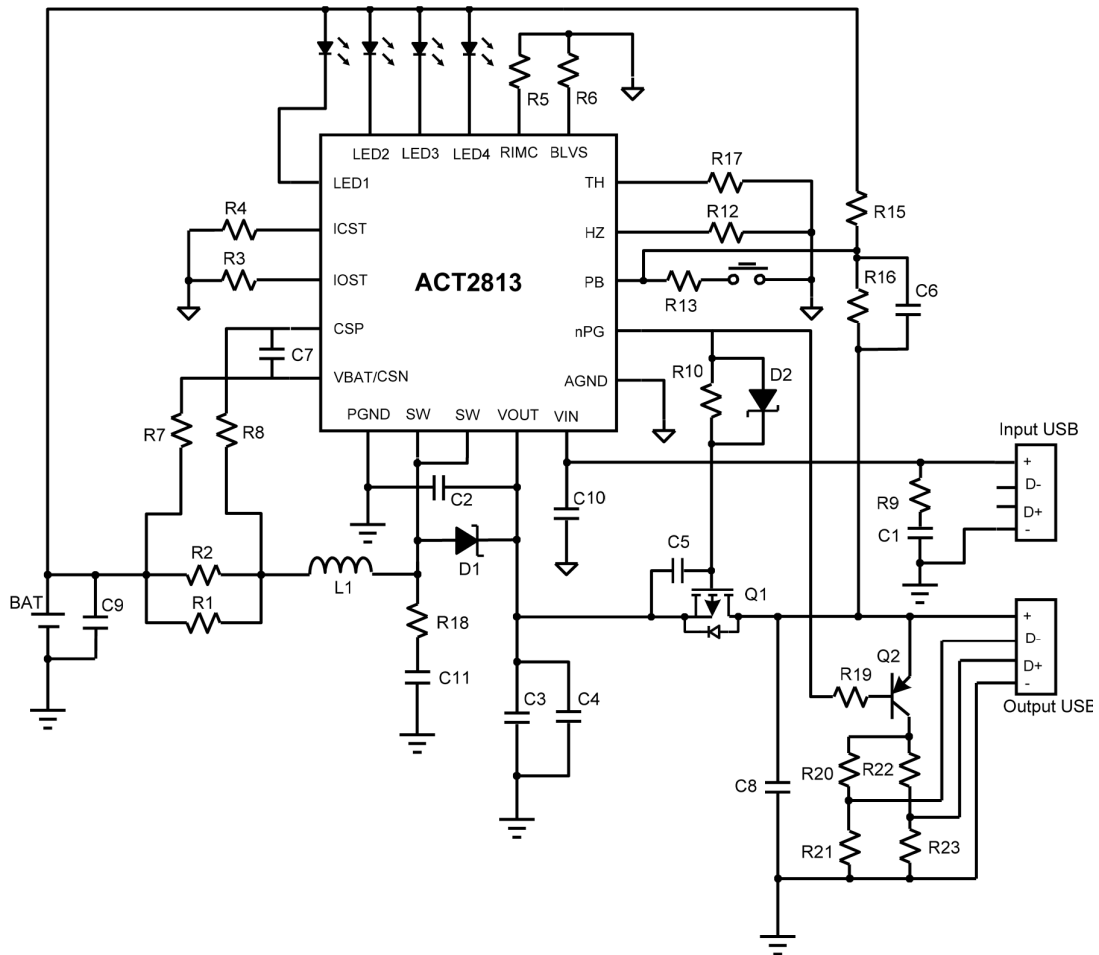 R5
R6
LED2
LED3
LED4
RIMC
BLVS
LED1
TH
R17
R4
ICST
HZ
R12
R15
R3
IOST
ACT2813
PB
R13
R16
C6
CSP
nPG
C7
R10
D2
VBAT/CSN
AGND
R7
R8
PGND
SW
SW
VOUT
VIN
Input USB
+
D-
D+
-
C2
C10
R9
C1
R2
L1
D1
C5
Q1
BAT
C9
R1
R18
+
D-
D+
-
Output USB
Q2
R19
C11
C3
C4
R20
R22
C8
R21
R23